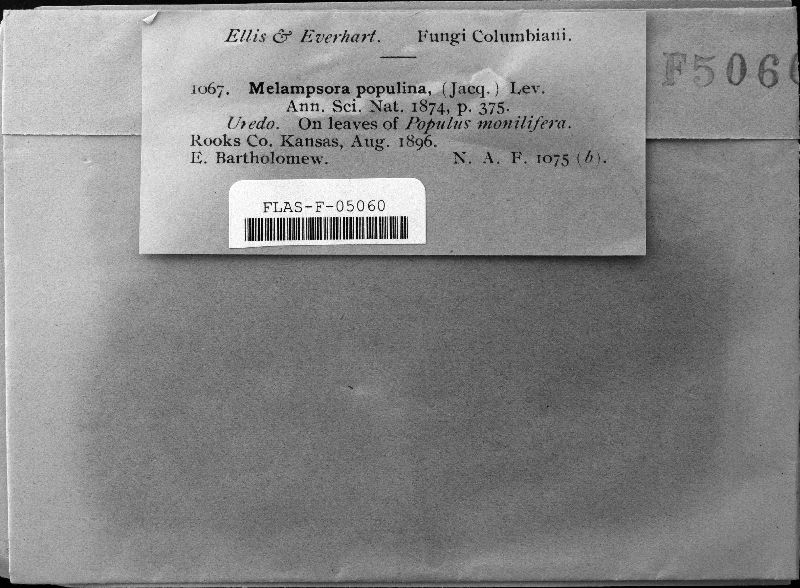 Ellis & Everhart. Fungi Columbiani.
F5060
1067. Melampsora populina, (Jacq.) Lev.
Ann. Sci. Nat. 1874, p. 375.
Uredo. On leaves of Populus monilifera.
Rooks Co. Kansas, Aug. 1896.
E. Bartholomew. N. A. F. 1075 (b).
FLAS-F-05060